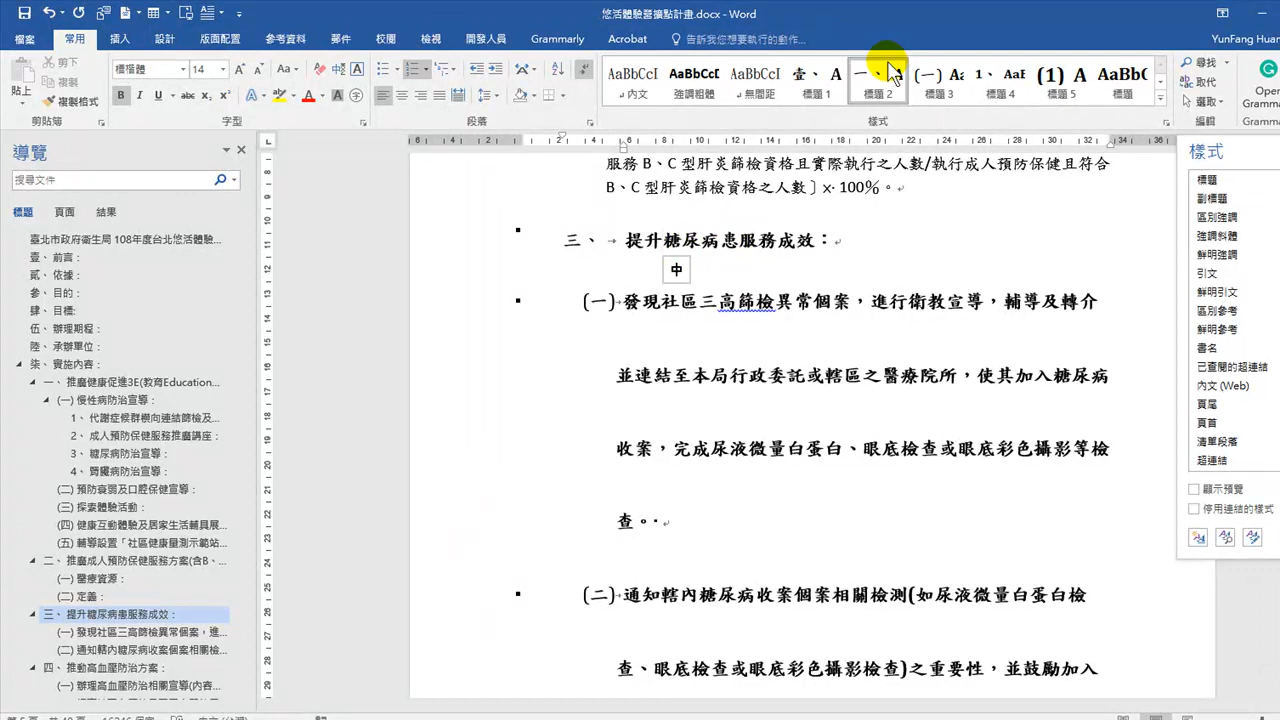 悠活體驗營擴點計畫.docx - Word
檔案 常用 插入 設計 版面配置 參考資料 郵件 校閱 檢視 開發人員 Grammarly Acrobat 告訴我您想要執行的動作... YunFang Huan
貼上 剪下 複製 複製格式
標楷體 14
AaBbCcI 內文
AaBbCcI 強調粗體
AaBbCcI 無間距
壹、 A 標題 1
一、 A 標題 2
(一) Aa 標題 3
1、 AaI 標題 4
(1) A 標題 5
AaBbC 標題
尋找
取代
選取
Open
Gramma
剪貼簿 字型 段落 樣式 編輯 Gramma
導覽
搜尋文件
標題 頁面 結果
臺北市政府衛生局 108年度台北悠活體驗...
壹、 前言：
貳、 依據：
參、 目的：
肆、 目標：
伍、 辦理期程：
陸、 承辦單位：
柒、 實施內容：
一、 推廣健康促進3E(教育Education...
(一) 慢性病防治宣導：
1、 代謝症候群橫向連結篩檢及...
2、 成人預防保健服務推廣講座：
3、 糖尿病防治宣導：
4、 腎臟病防治宣導：
(二) 預防衰弱及口腔保健宣導：
(三) 探索體驗活動：
(四) 健康互動體驗及居家生活輔具展...
(五) 輔導設置「社區健康量測示範站...
二、 推廣成人預防保健服務方案(含B、...
(一) 醫療資源：
(二) 定義：
三、 提升糖尿病患服務成效：
(一) 發現社區三高篩檢異常個案，進...
(二) 通知轄內糖尿病收案個案相關檢...
四、 推動高血壓防治方案：
(一) 辦理高血壓防治相關宣導(內容...
6 4 2 2 4 6 8 10 12 14 16 18 20 22 24 26 28 30 32 34 36
服務 B、C 型肝炎篩檢資格且實際執行之人數/執行成人預防保健且符合
B、C 型肝炎篩檢資格之人數〕x 100%。
三、 提升糖尿病患服務成效：
中
(一) 發現社區三高篩檢異常個案，進行衛教宣導，輔導及轉介
並連結至本局行政委託或轄區之醫療院所，使其加入糖尿病
收案，完成尿液微量白蛋白、眼底檢查或眼底彩色攝影等檢
查。
(二) 通知轄內糖尿病收案個案相關檢測(如尿液微量白蛋白檢
查、眼底檢查或眼底彩色攝影檢查)之重要性，並鼓勵加入
樣式
標題
副標題
區別強調
強調斜體
鮮明強調
引文
鮮明引文
區別參考
鮮明參考
書名
已查閱的超連結
內文 (Web)
頁尾
頁首
清單段落
超連結
顯示預覽
停用連結的樣式